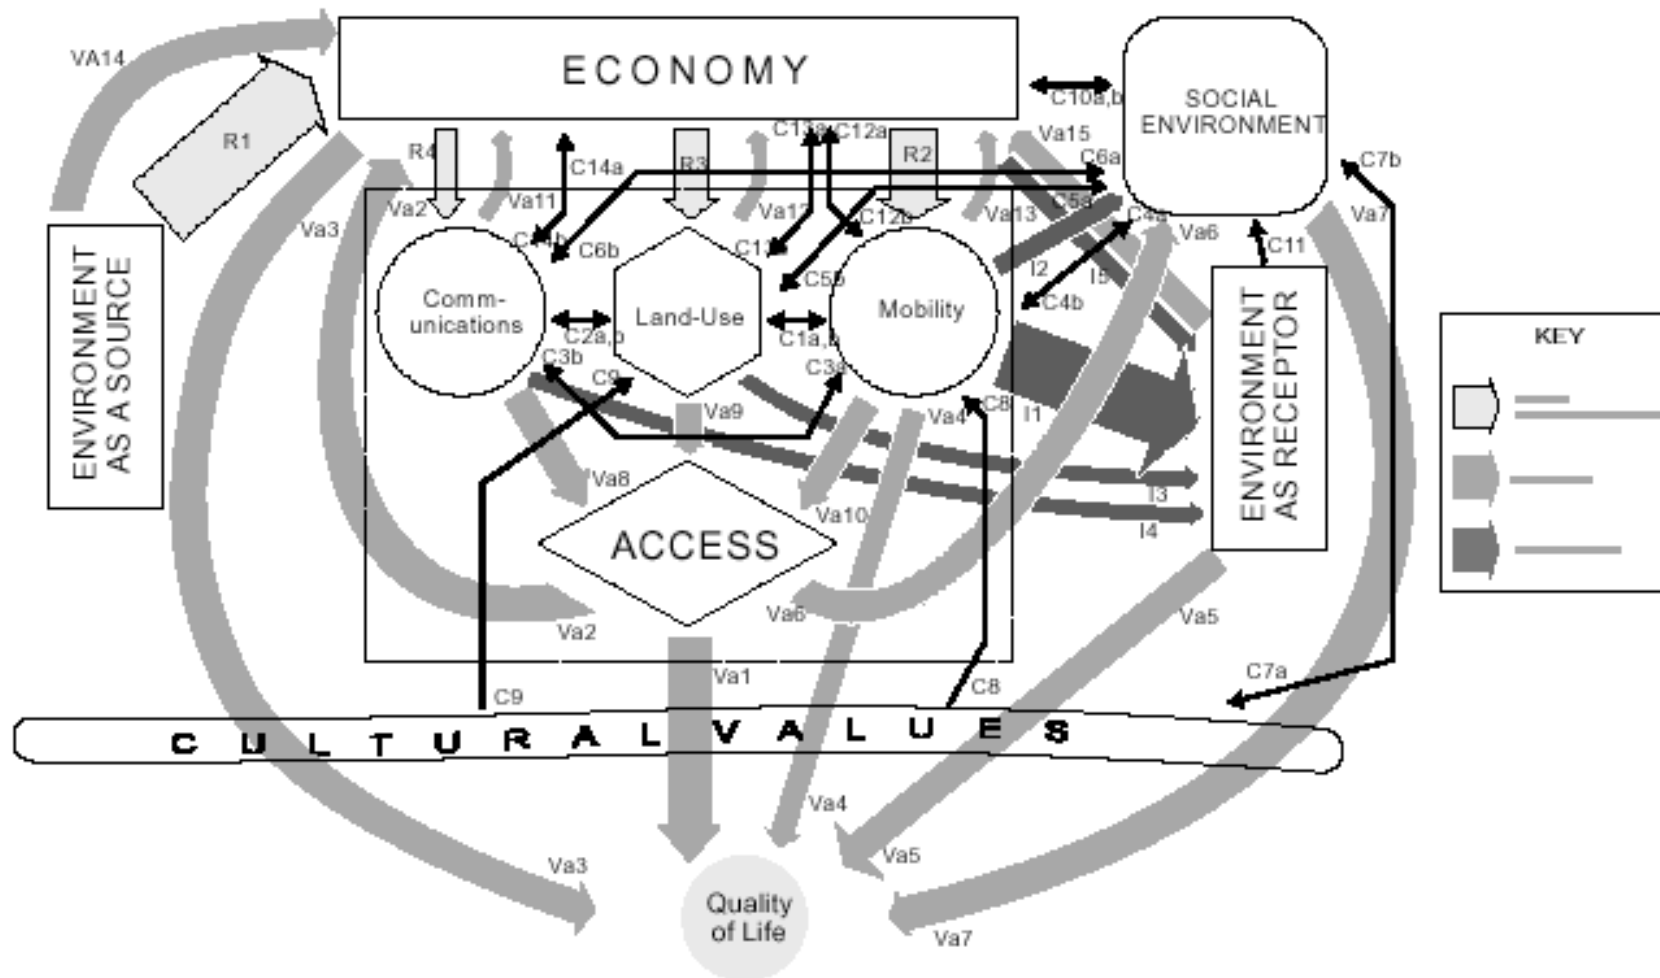 VA14
ECONOMY
C10a,b
SOCIAL
ENVIRONMENT
R1
R4
C14a
R3
C13a
C12a
R2
Va15
C6a
C7b
Va3
Va2
Va11
Va12
C12b
Va13
C5a
C4a
Va6
Va7
C6b
C5b
I2
I5
C11
ENVIRONMENT
AS A SOURCE
Comm-
unications
Land-Use
Mobility
C4b
ENVIRONMENT
AS RECEPTOR
KEY
C2a,b
C1a,b
C3b
C9
C3a
Va9
Va4
C8
I1
Va8
Va10
I3
I4
ACCESS
Va2
Va6
Va5
Va1
C9
C8
C7a
CULTURAL VALUES
Va4
Va3
Va5
Quality
of Life
Va7